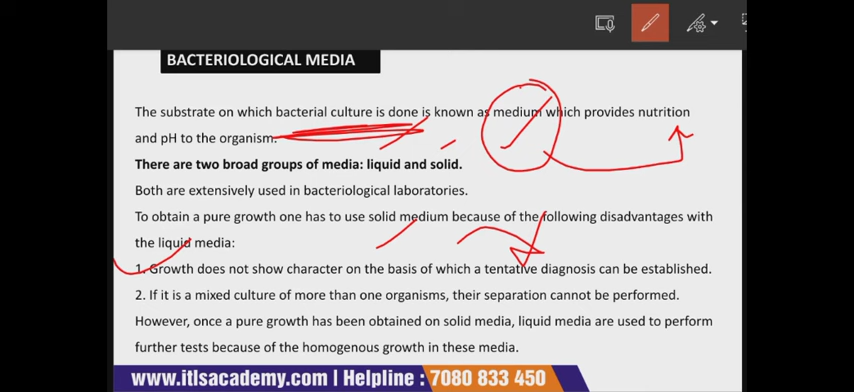 BACTERIOLOGICAL MEDIA
The substrate on which bacterial culture is done is known as medium which provides nutrition
and pH to the organism.
There are two broad groups of media: liquid and solid.
Both are extensively used in bacteriological laboratories.
To obtain a pure growth one has to use solid medium because of the following disadvantages with
the liquid media:
1. Growth does not show character on the basis of which a tentative diagnosis can be established.
2. If it is a mixed culture of more than one organisms, their separation cannot be performed.
However, once a pure growth has been obtained on solid media, liquid media are used to perform
further tests because of the homogenous growth in these media.
www.itlsacademy.com | Helpline : 7080 833 450